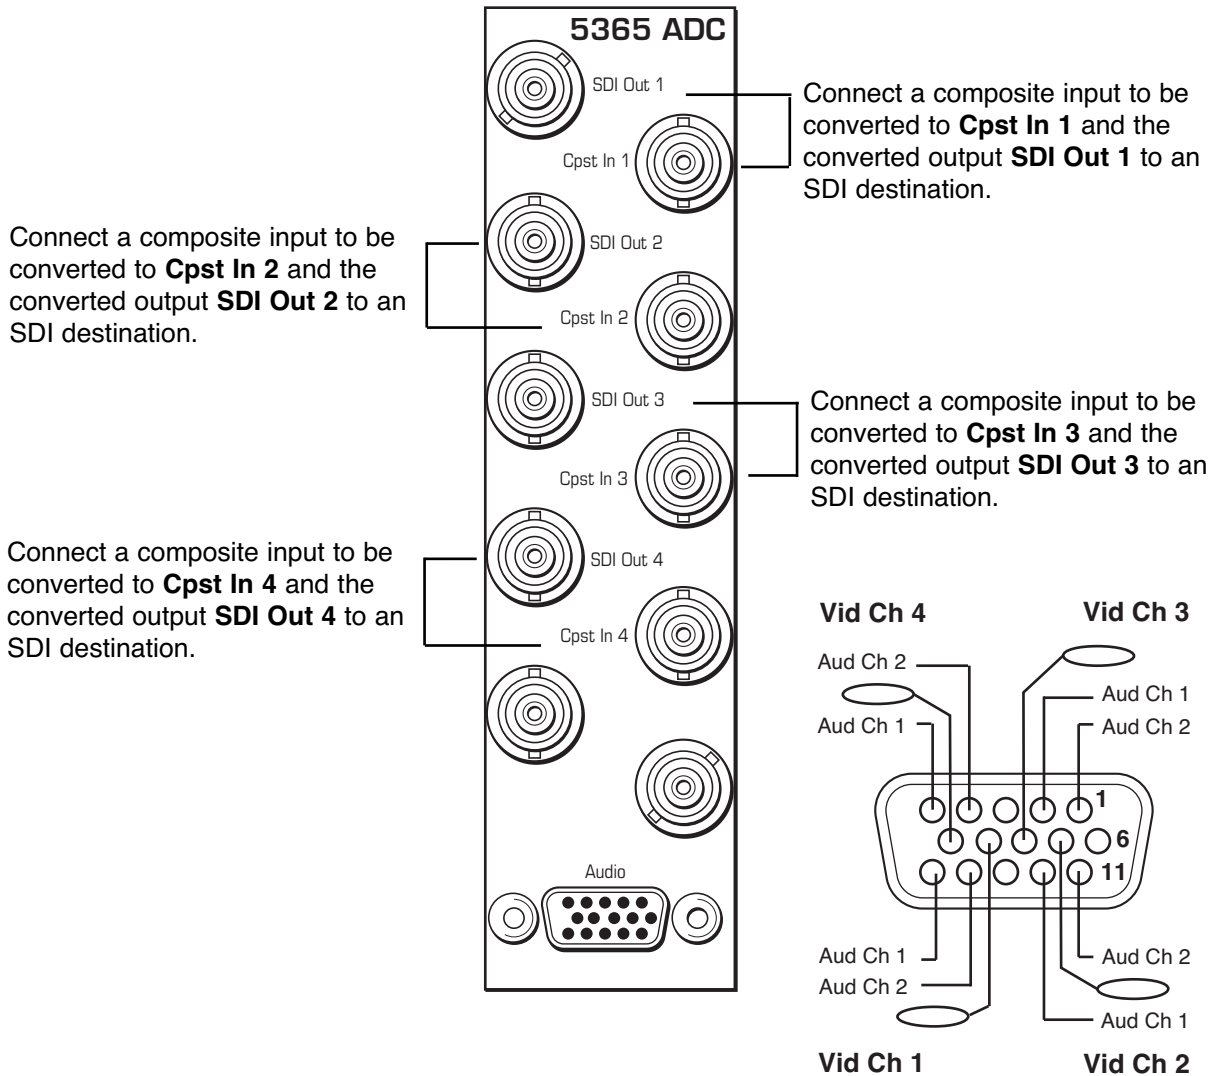 5365 ADC
SDI Out 1
Cpst In 1
SDI Out 2
Cpst In 2
SDI Out 3
Cpst In 3
SDI Out 4
Cpst In 4
Audio
Connect a composite input to be
converted to Cpst In 1 and the
converted output SDI Out 1 to an
SDI destination.
Connect a composite input to be
converted to Cpst In 2 and the
converted output SDI Out 2 to an
SDI destination.
Connect a composite input to be
converted to Cpst In 3 and the
converted output SDI Out 3 to an
SDI destination.
Connect a composite input to be
converted to Cpst In 4 and the
converted output SDI Out 4 to an
SDI destination.
Vid Ch 4
Vid Ch 3
Aud Ch 2
Aud Ch 1
Aud Ch 1
Aud Ch 2
1
6
11
Aud Ch 1
Aud Ch 2
Aud Ch 2
Aud Ch 1
Vid Ch 1
Vid Ch 2